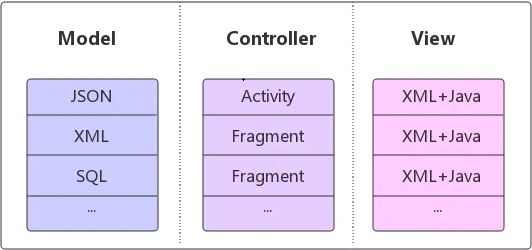 Model Controller View
JSON Activity XML+Java
XML Fragment XML+Java
SQL Fragment XML+Java
... ... ...